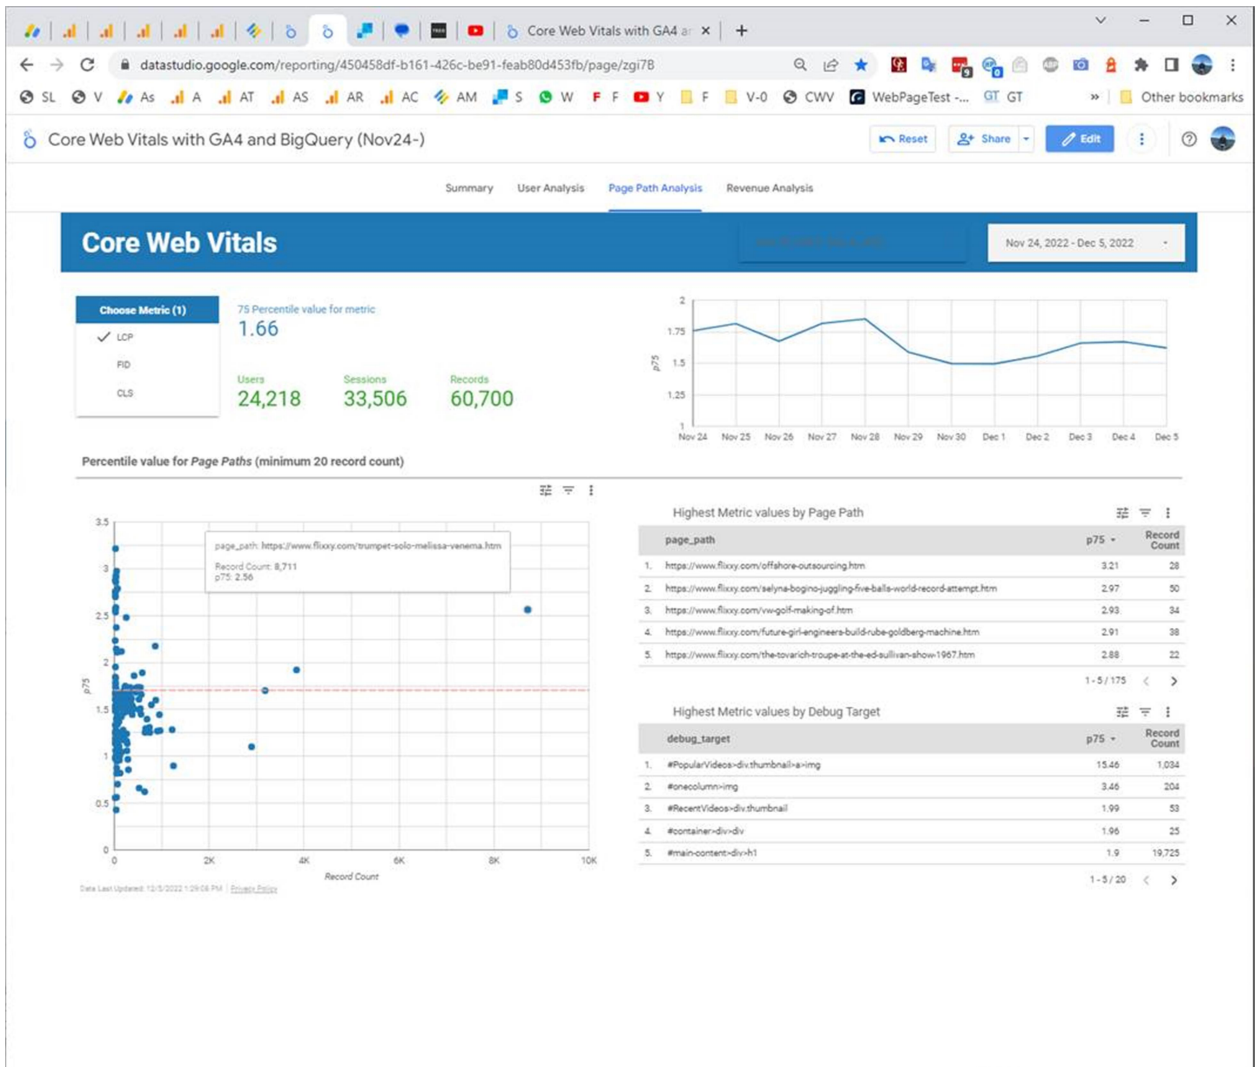 Core Web Vitals with GA4 ar
datastudio.google.com/reporting/450458df-b161-426c-be91-feab80d453fb/page/zgi7B
SL V As A AT AS AR AC AM S W F F Y F V-0 CWV WebPageTest -... GT GT » Other bookmarks
Core Web Vitals with GA4 and BigQuery (Nov24-)
Reset Share Edit
Summary User Analysis Page Path Analysis Revenue Analysis
Core Web Vitals
Nov 24, 2022 - Dec 5, 2022
Choose Metric (1)
LCP
FID
CLS
75 Percentile value for metric
1.66
Users Sessions Records
24,218 33,506 60,700
p75
2
1.75
1.5
1.25
1
Nov 24 Nov 25 Nov 26 Nov 27 Nov 28 Nov 29 Nov 30 Dec 1 Dec 2 Dec 3 Dec 4 Dec 5
Percentile value for Page Paths (minimum 20 record count)
p75
3.5
3
2.5
2
1.5
1
0.5
0
0 2K 4K 6K 8K 10K
Record Count
page_path: https://www.flixxy.com/trumpet-solo-melissa-venema.htm
Record Count: 8,711
p75: 2.56
Data Last Updated: 12/5/2022 1:29:08 PM | Privacy Policy
Highest Metric values by Page Path
page_path p75 Record Count
1. https://www.flixxy.com/offshore-outsourcing.htm 3.21 28
2. https://www.flixxy.com/selyna-bogino-juggling-five-balls-world-record-attempt.htm 2.97 50
3. https://www.flixxy.com/vw-golf-making-of.htm 2.93 34
4. https://www.flixxy.com/future-girl-engineers-build-rube-goldberg-machine.htm 2.91 38
5. https://www.flixxy.com/the-tovarich-troupe-at-the-ed-sullivan-show-1967.htm 2.88 22
1 - 5 / 175
Highest Metric values by Debug Target
debug_target p75 Record Count
1. #PopularVideos>div.thumbnail>a>img 15.46 1,034
2. #onecolumn>img 3.46 204
3. #RecentVideos>div.thumbnail 1.99 53
4. #container>div>div 1.96 25
5. #main-content>div>h1 1.9 19,725
1 - 5 / 20